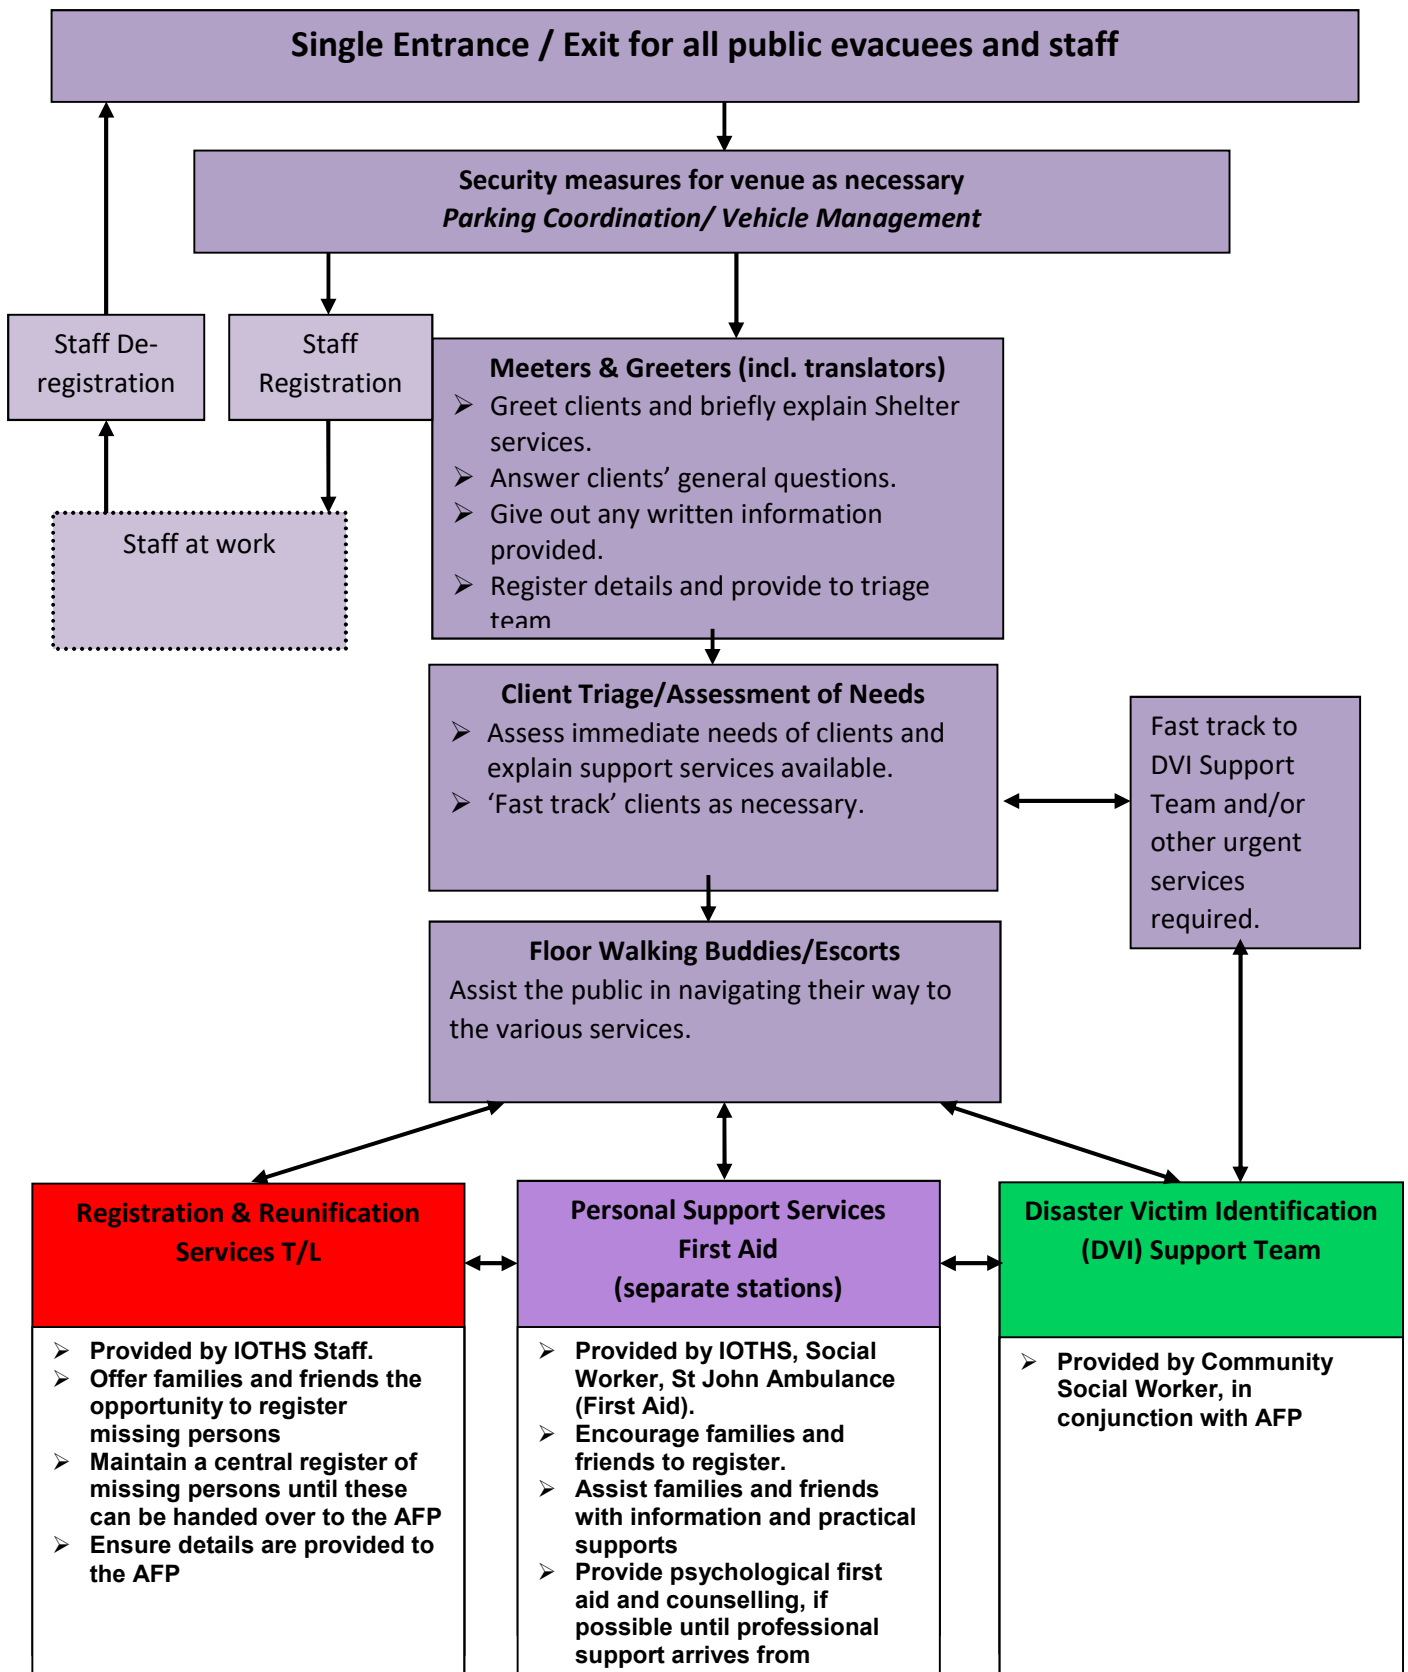 Single Entrance / Exit for all public evacuees and staff
Security measures for venue as necessary
Parking Coordination/ Vehicle Management
Staff De-
registration
Staff
Registration
Staff at work
Meeters & Greeters (incl. translators)
➢ Greet clients and briefly explain Shelter
services.
➢ Answer clients’ general questions.
➢ Give out any written information
provided.
➢ Register details and provide to triage
team
Client Triage/Assessment of Needs
➢ Assess immediate needs of clients and
explain support services available.
➢ ‘Fast track’ clients as necessary.
Fast track to
DVI Support
Team and/or
other urgent
services
required.
Floor Walking Buddies/Escorts
Assist the public in navigating their way to
the various services.
Registration & Reunification
Services T/L
➢ Provided by IOTHS Staff.
➢ Offer families and friends the
opportunity to register
missing persons
➢ Maintain a central register of
missing persons until these
can be handed over to the AFP
➢ Ensure details are provided to
the AFP
Personal Support Services
First Aid
(separate stations)
➢ Provided by IOTHS, Social
Worker, St John Ambulance
(First Aid).
➢ Encourage families and
friends to register.
➢ Assist families and friends
with information and practical
supports
➢ Provide psychological first
aid and counselling, if
possible until professional
support arrives from
Disaster Victim Identification
(DVI) Support Team
➢ Provided by Community
Social Worker, in
conjunction with AFP